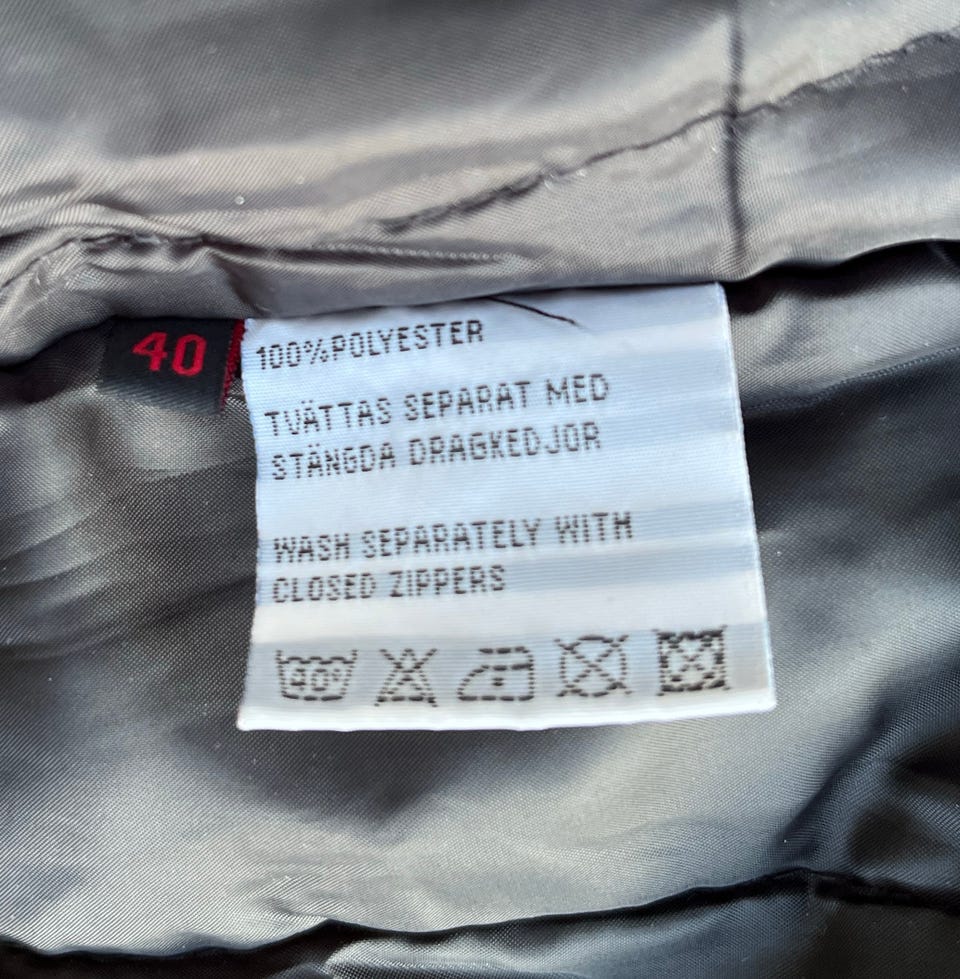 40
100%POLYESTER
TVÄTTAS SEPARAT MED
STÄNGDA DRAGKEDJOR
WASH SEPARATELY WITH
CLOSED ZIPPERS
40°